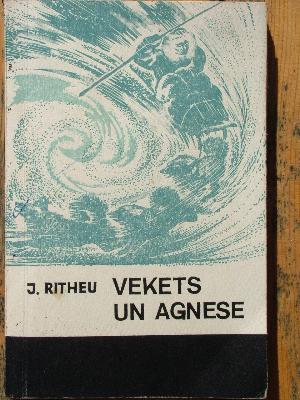 J. RITHEU VEKETS
UN AGNESE